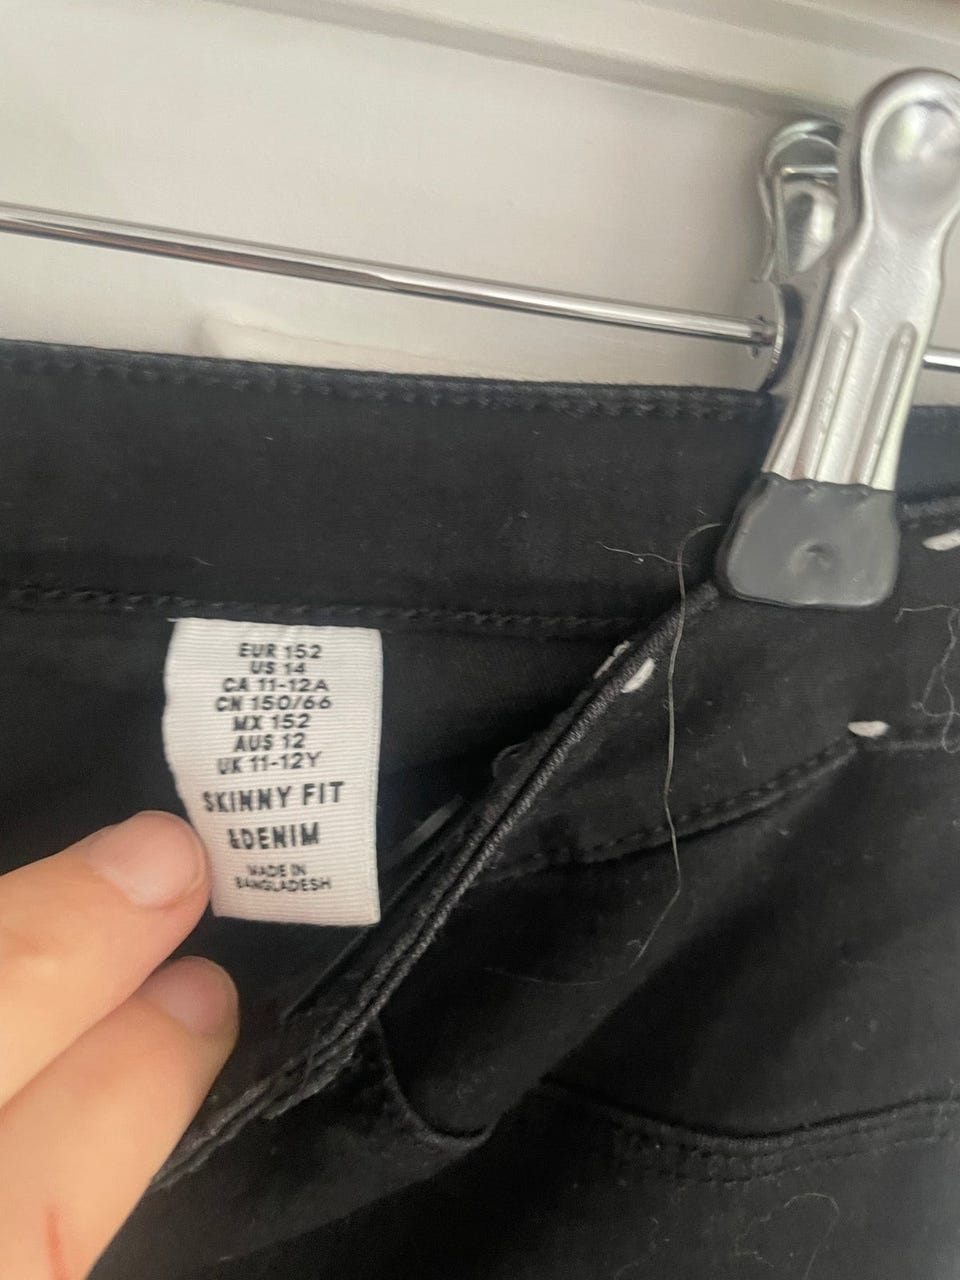 EUR 152
US 14
CA 11-12A
CN 150/66
MX 152
AUS 12
UK 11-12Y
SKINNY FIT
&DENIM
MADE IN
BANGLADESH